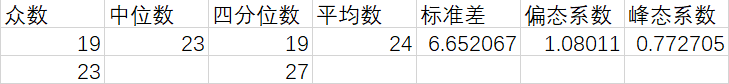 众数 中位数 四分位数 平均数 标准差 偏态系数 峰态系数
19 23 19 24 6.652067 1.08011 0.772705
23 27